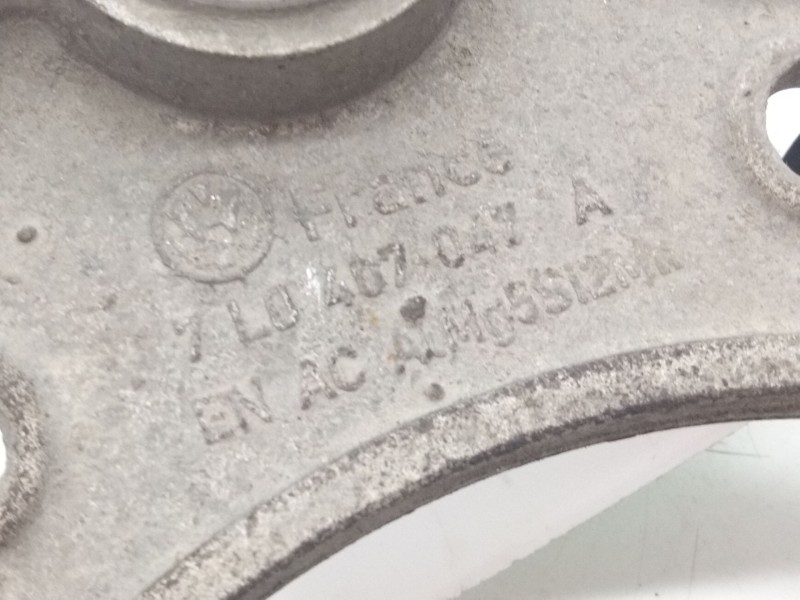 France
7L0 407 047 A
EN AC AlMg5Si2Mn